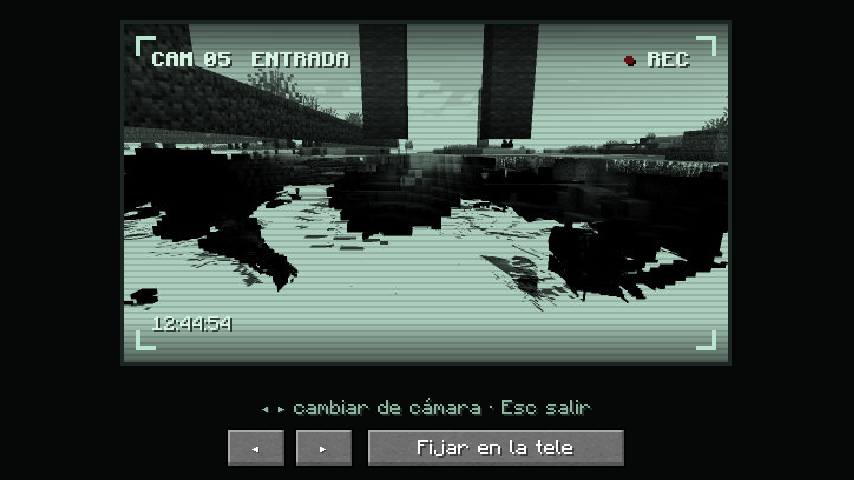 CAM 05 ENTRADA
REC
12:44:54
◂ ▸ cambiar de cámara · Esc salir
◂ ▸ Fijar en la tele